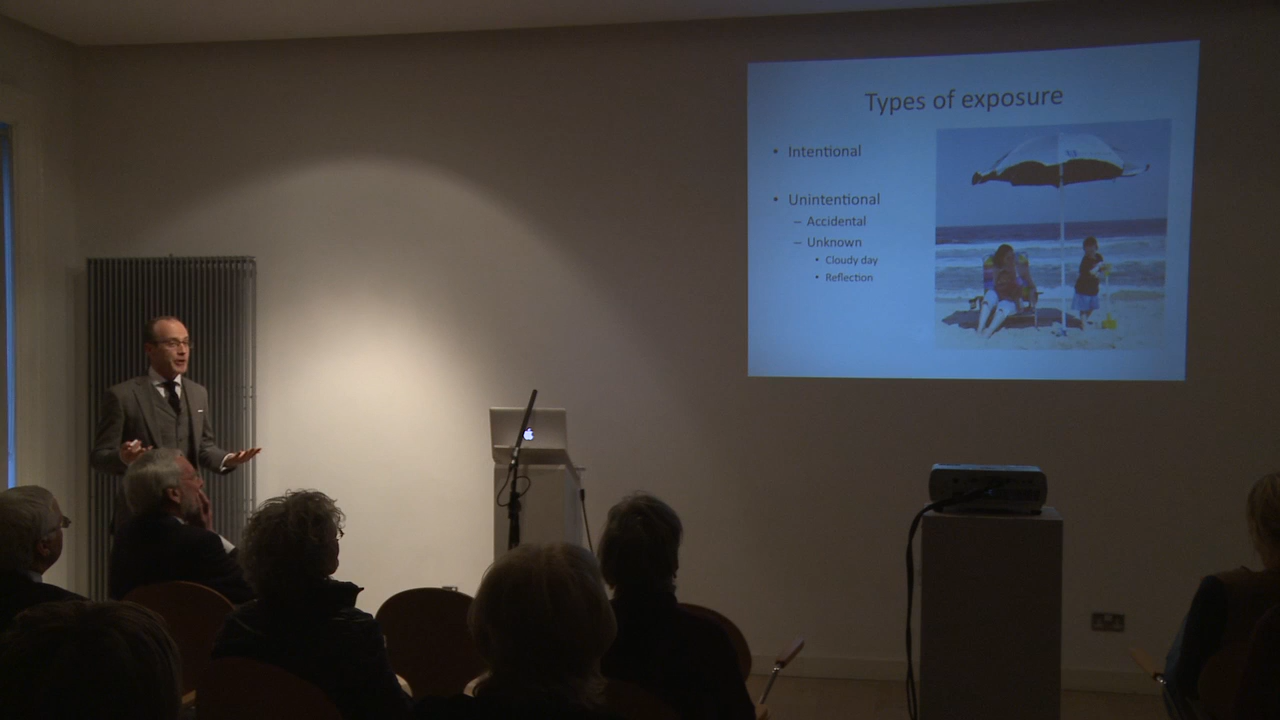 Types of exposure
• Intentional
• Unintentional
– Accidental
– Unknown
• Cloudy day
• Reflection